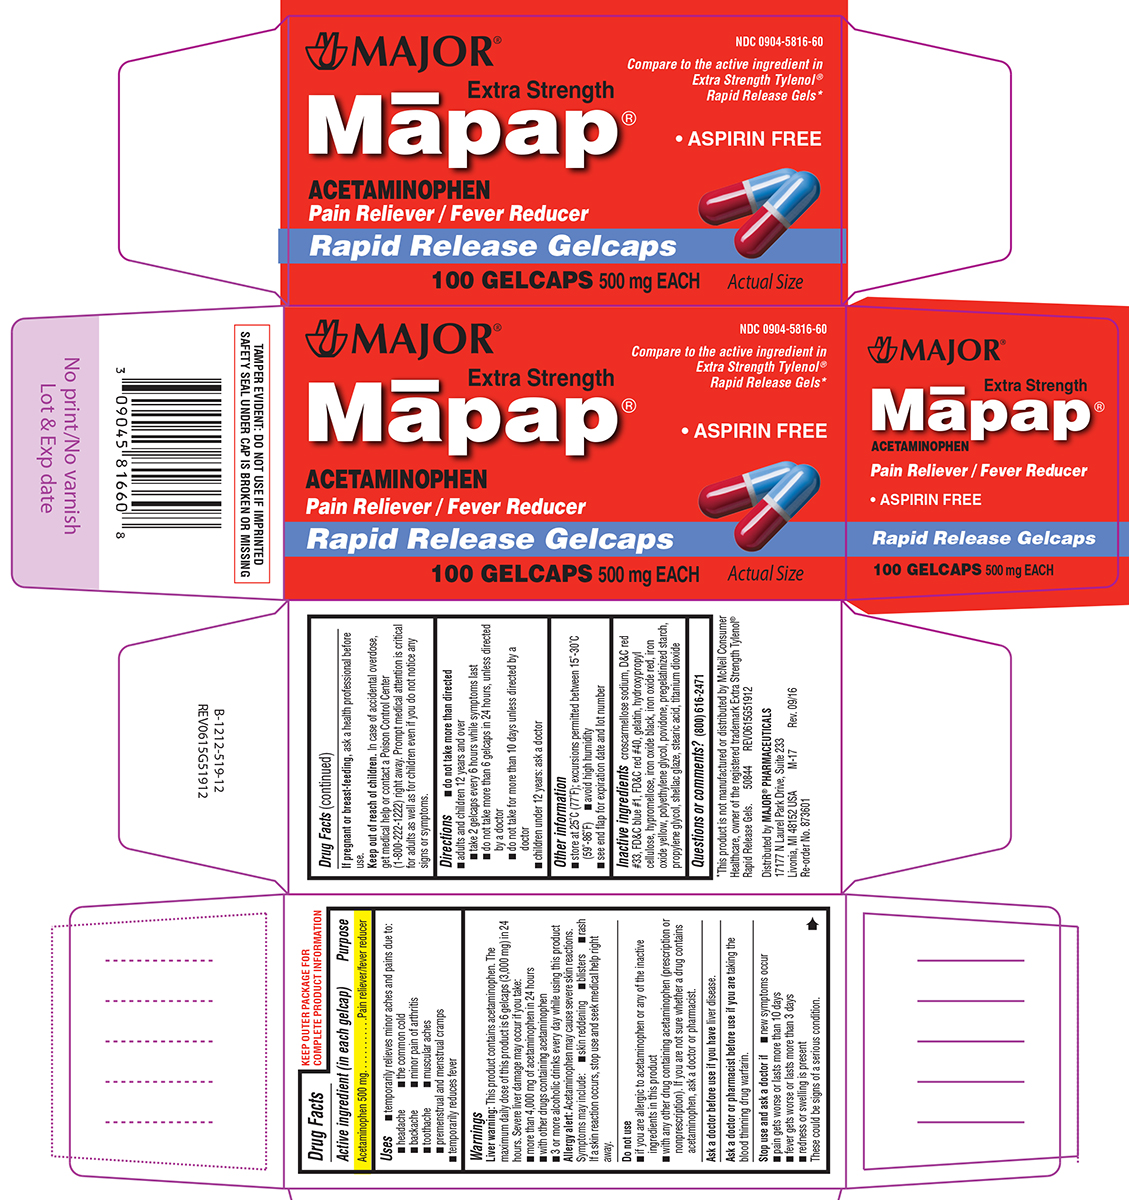 MAJOR®
NDC 0904-5816-60
Compare to the active ingredient in
Extra Strength Tylenol®
Rapid Release Gels*
Extra Strength
Māpap®
• ASPIRIN FREE
ACETAMINOPHEN
Pain Reliever / Fever Reducer
Rapid Release Gelcaps
100 GELCAPS 500 mg EACH
Actual Size
No print/No varnish
Lot & Exp date
3 09045 81660 8
TAMPER EVIDENT: DO NOT USE IF IMPRINTED
SAFETY SEAL UNDER CAP IS BROKEN OR MISSING
MAJOR®
NDC 0904-5816-60
Compare to the active ingredient in
Extra Strength Tylenol®
Rapid Release Gels*
Extra Strength
Māpap®
• ASPIRIN FREE
ACETAMINOPHEN
Pain Reliever / Fever Reducer
Rapid Release Gelcaps
100 GELCAPS 500 mg EACH
Actual Size
MAJOR®
Extra Strength
Māpap®
ACETAMINOPHEN
Pain Reliever / Fever Reducer
• ASPIRIN FREE
Rapid Release Gelcaps
100 GELCAPS 500 mg EACH
B-1212-519-12
REV0615G51912
Drug Facts (continued)
If pregnant or breast-feeding, ask a health professional before
use.
Keep out of reach of children. In case of accidental overdose,
get medical help or contact a Poison Control Center
(1-800-222-1222) right away. Prompt medical attention is critical
for adults as well as for children even if you do not notice any
signs or symptoms.
Directions ■ do not take more than directed
■ adults and children 12 years and over
■ take 2 gelcaps every 6 hours while symptoms last
■ do not take more than 6 gelcaps in 24 hours, unless directed
by a doctor
■ do not take for more than 10 days unless directed by a
doctor
■ children under 12 years: ask a doctor
Other information
■ store at 25°C (77°F); excursions permitted between 15°-30°C
(59°-86°F) ■ avoid high humidity
■ see end flap for expiration date and lot number
Inactive ingredients croscarmellose sodium, D&C red
#33, FD&C blue #1, FD&C red #40, gelatin, hydroxypropyl
cellulose, hypromellose, iron oxide black, iron oxide red, iron
oxide yellow, polyethylene glycol, povidone, pregelatinized starch,
propylene glycol, shellac glaze, stearic acid, titanium dioxide
Questions or comments? (800) 616-2471
*This product is not manufactured or distributed by McNeil Consumer
Healthcare, owner of the registered trademark Extra Strength Tylenol®
Rapid Release Gels. 50844 REV0615G51912
Distributed by MAJOR® PHARMACEUTICALS
17177 N Laurel Park Drive, Suite 233
Livonia, MI 48152 USA M-17 Rev. 09/16
Re-order No. 873601
KEEP OUTER PACKAGE FOR
COMPLETE PRODUCT INFORMATION
Drug Facts
Active ingredient (in each gelcap) Purpose
Acetaminophen 500 mg............Pain reliever/fever reducer
Uses ■ temporarily relieves minor aches and pains due to:
■ headache ■ the common cold
■ backache ■ minor pain of arthritis
■ toothache ■ muscular aches
■ premenstrual and menstrual cramps
■ temporarily reduces fever
Warnings
Liver warning: This product contains acetaminophen. The
maximum daily dose of this product is 6 gelcaps (3,000 mg) in 24
hours. Severe liver damage may occur if you take:
■ more than 4,000 mg of acetaminophen in 24 hours
■ with other drugs containing acetaminophen
■ 3 or more alcoholic drinks every day while using this product
Allergy alert: Acetaminophen may cause severe skin reactions.
Symptoms may include: ■ skin reddening ■ blisters ■ rash
If a skin reaction occurs, stop use and seek medical help right
away.
Do not use
■ if you are allergic to acetaminophen or any of the inactive
ingredients in this product
■ with any other drug containing acetaminophen (prescription or
nonprescription). If you are not sure whether a drug contains
acetaminophen, ask a doctor or pharmacist.
Ask a doctor before use if you have liver disease.
Ask a doctor or pharmacist before use if you are taking the
blood thinning drug warfarin.
Stop use and ask a doctor if ■ new symptoms occur
■ pain gets worse or lasts more than 10 days
■ fever gets worse or lasts more than 3 days
■ redness or swelling is present
These could be signs of a serious condition.